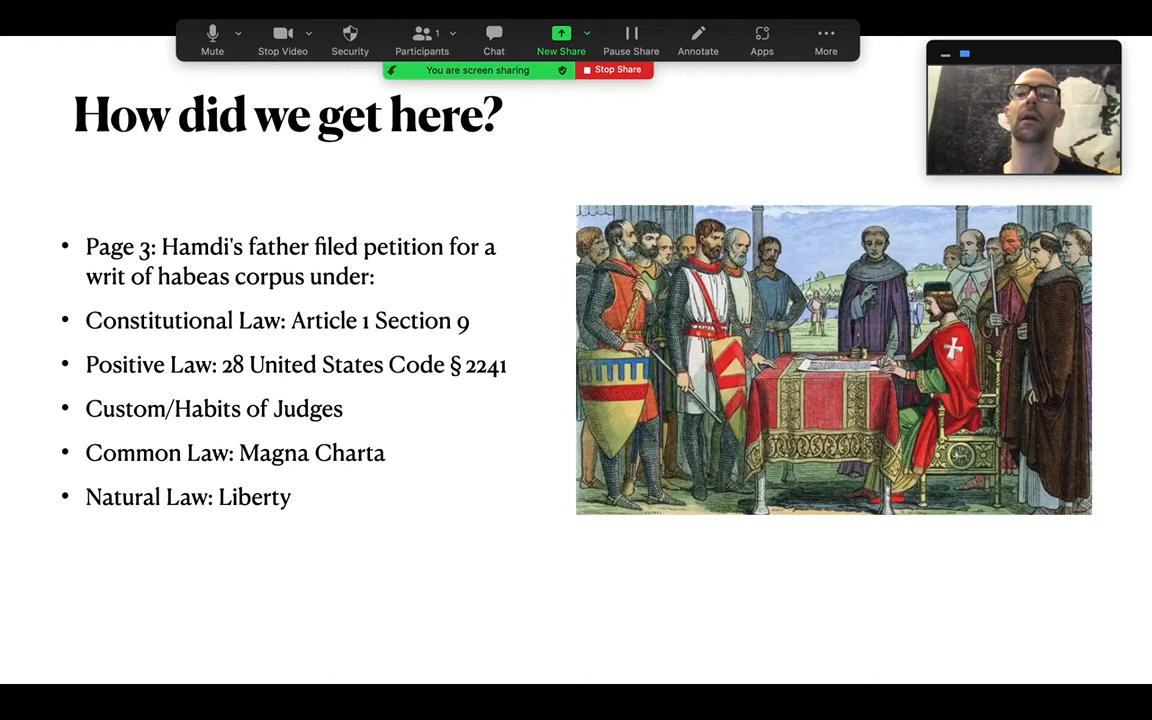 Mute
Stop Video
Security
Participants
1
Chat
New Share
Pause Share
Annotate
Apps
More
You are screen sharing
Stop Share
How did we get here?
• Page 3: Hamdi's father filed petition for a
writ of habeas corpus under:
• Constitutional Law: Article 1 Section 9
• Positive Law: 28 United States Code § 2241
• Custom/Habits of Judges
• Common Law: Magna Charta
• Natural Law: Liberty